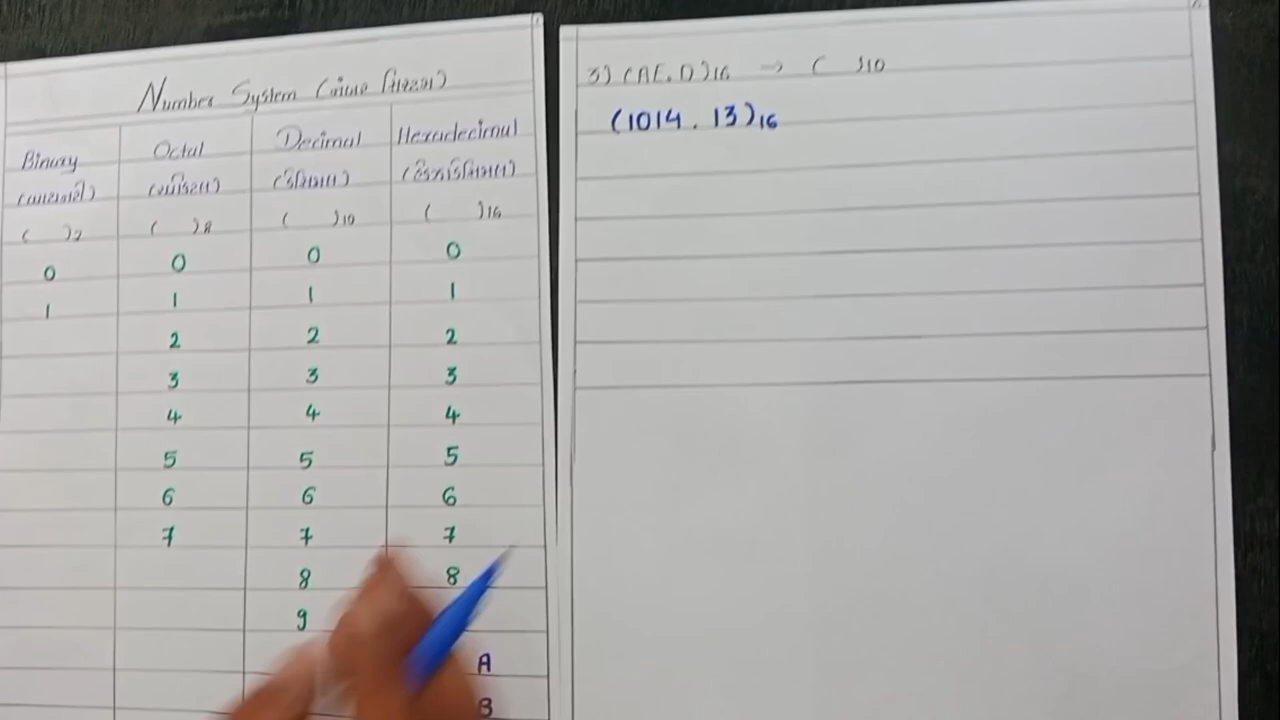 Number System
Binary Octal Decimal Hexadecimal
( )2 ( )8 ( )10 ( )16
0 0 0 0
1 1 1 1
2 2 2
3 3 3
4 4 4
5 5 5
6 6 6
7 7 7
8 8
9
A
B
3) (AE.D)16 → ( )10
(1014 . 13)16